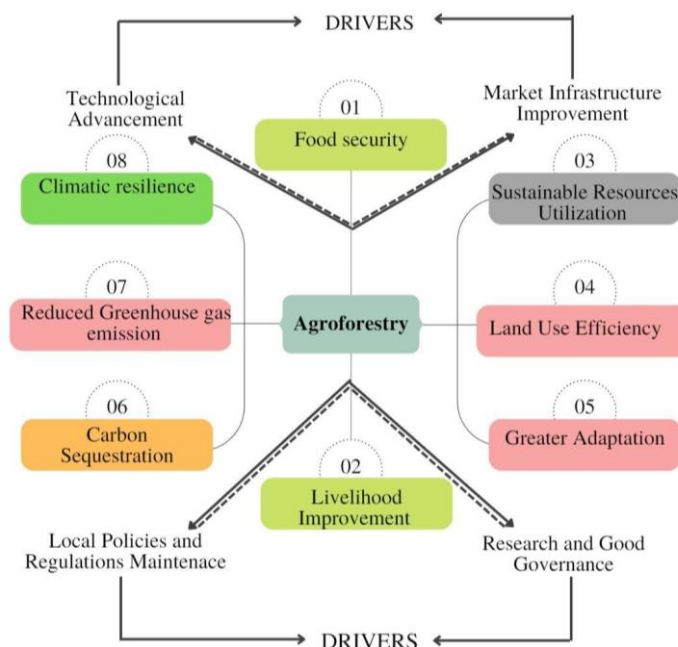 DRIVERS
Technological
Advancement
Market Infrastructure
Improvement
01
Food security
08
Climatic resilience
03
Sustainable Resources
Utilization
07
Reduced Greenhouse gas
emission
Agroforestry
04
Land Use Efficiency
06
Carbon
Sequestration
05
Greater Adaptation
02
Livelihood
Improvement
Local Policies and
Regulations Maintenace
Research and Good
Governance
DRIVERS